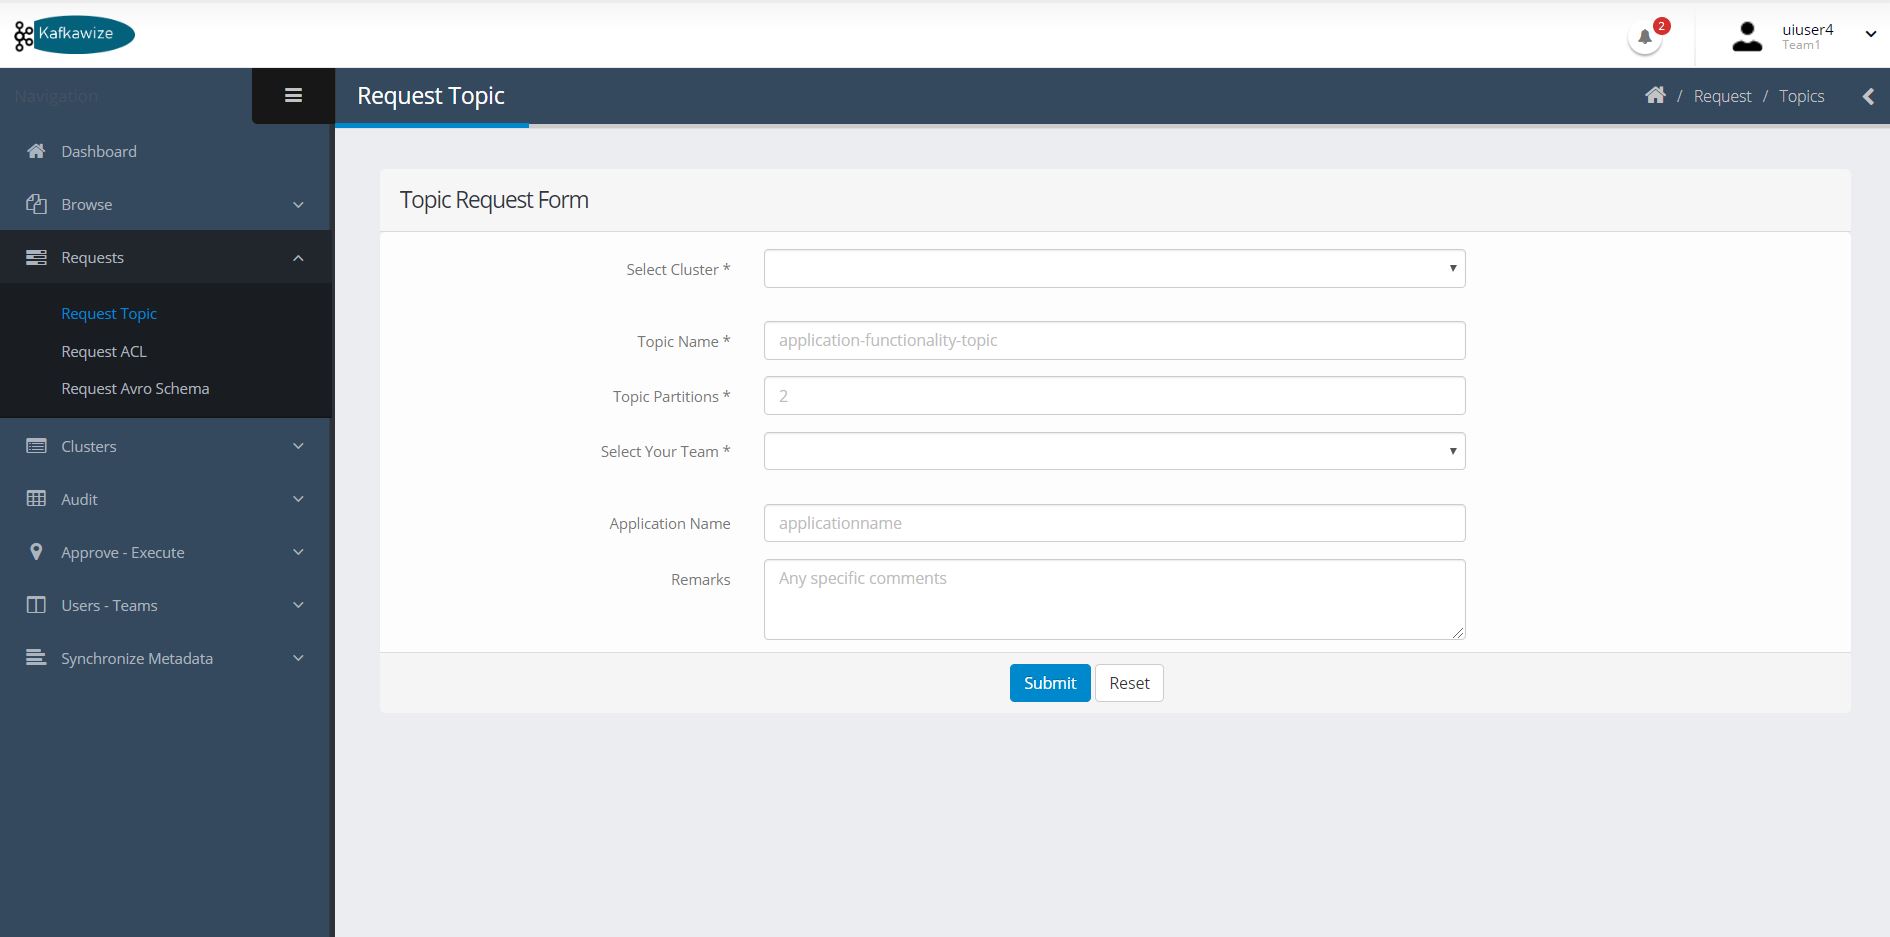 Kafkawize
2
uiuser4
Team1
Navigation
Request Topic
/ Request / Topics
Dashboard
Browse
Requests
Request Topic
Request ACL
Request Avro Schema
Clusters
Audit
Approve - Execute
Users - Teams
Synchronize Metadata
Topic Request Form
Select Cluster *
Topic Name *
application-functionality-topic
Topic Partitions *
2
Select Your Team *
Application Name
applicationname
Remarks
Any specific comments
Submit
Reset